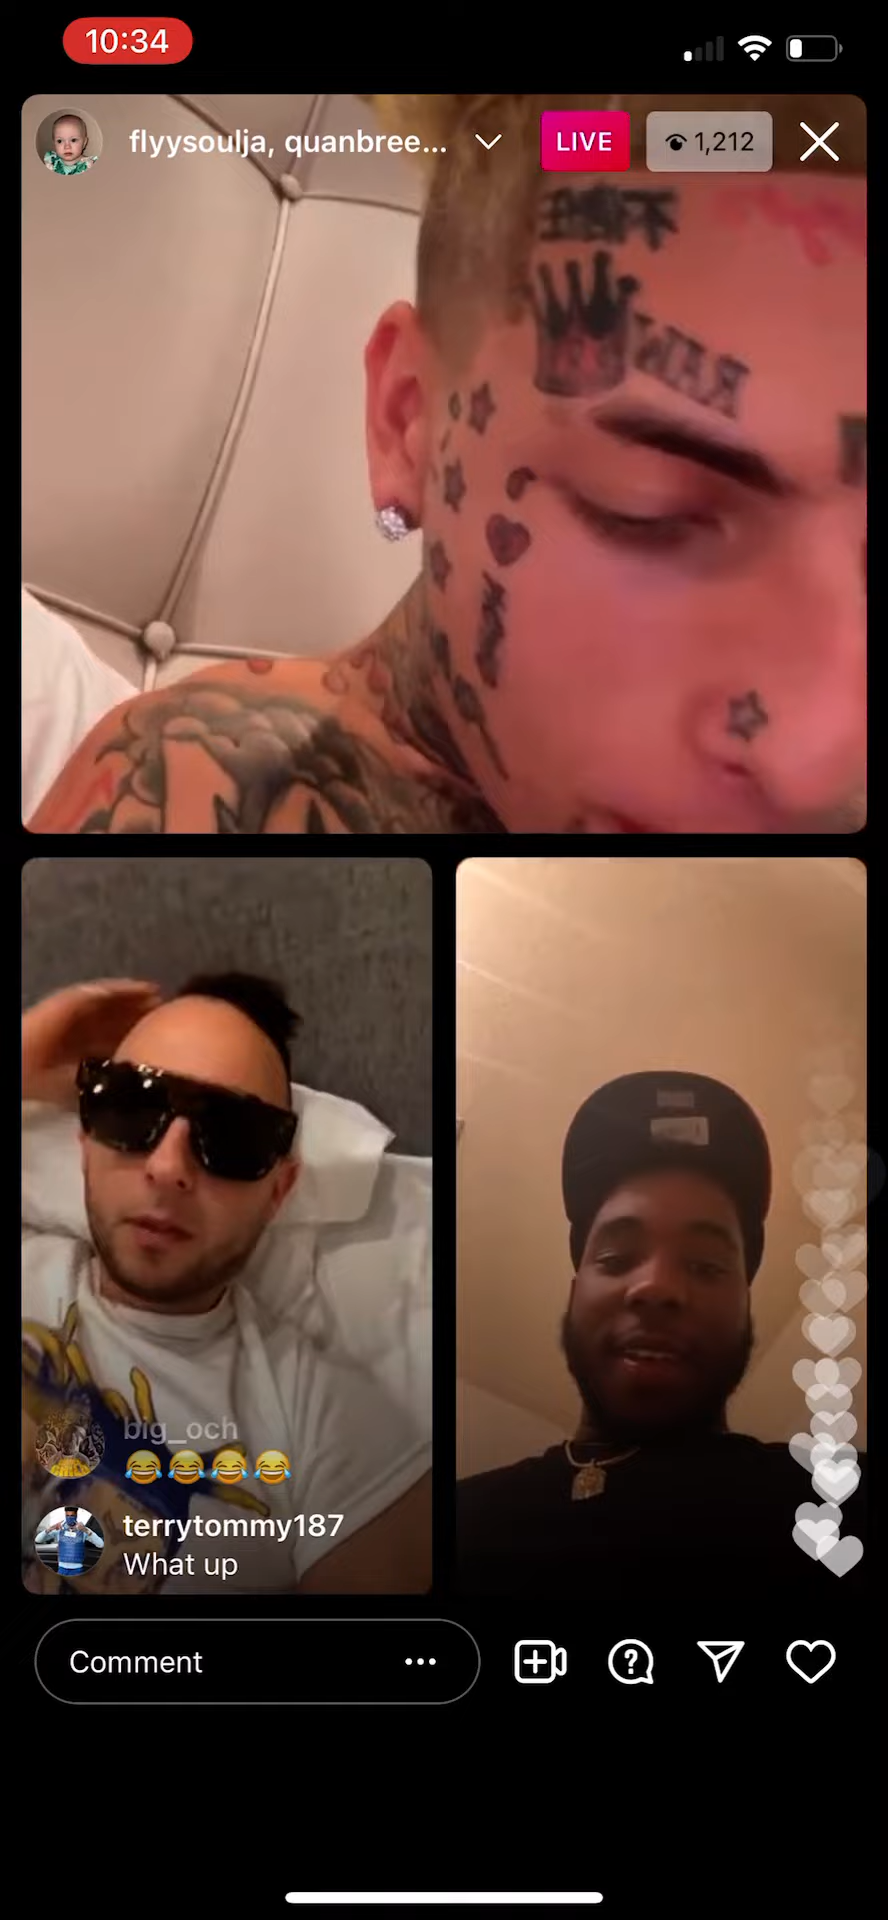 10:34
flyysoulja, quanbree...
LIVE
1,212
big_och
😂😂😂😂
terrytommy187
What up
Comment